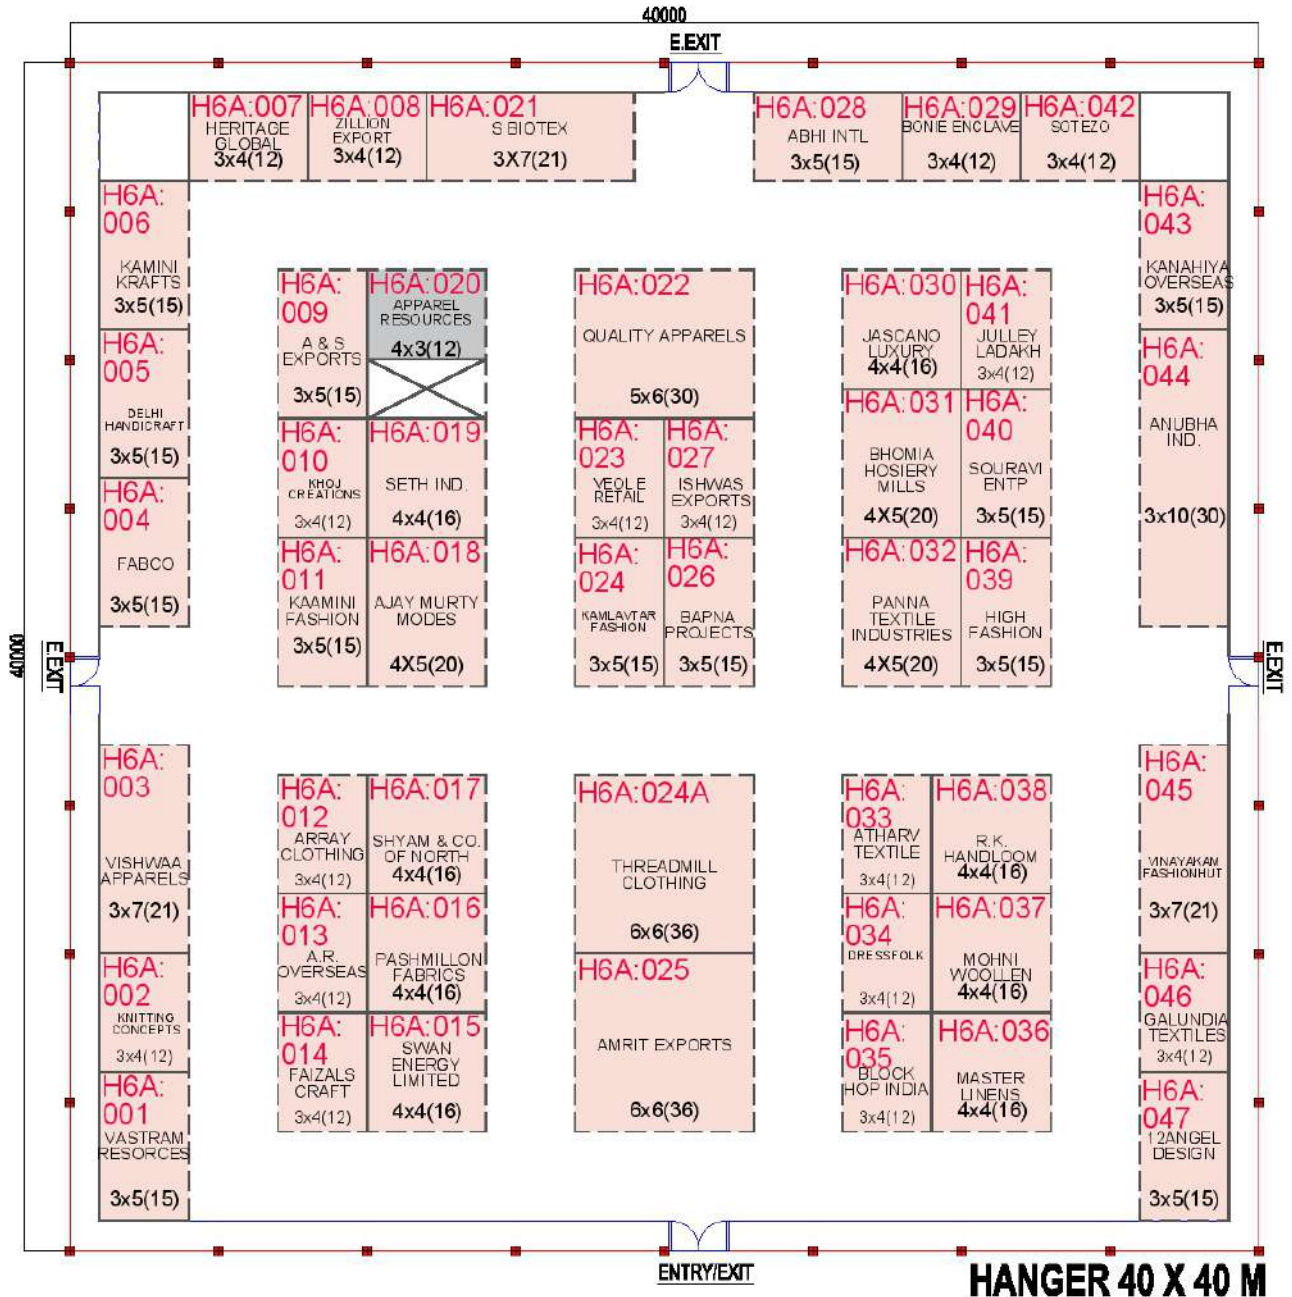 40000
E.EXIT
H6A:007
HERITAGE
GLOBAL
3x4(12)
H6A:008
ZILLION
EXPORT
3x4(12)
H6A:021
S BIOTEX
3X7(21)
H6A:028
ABHI INTL
3x5(15)
H6A:029
BONIE ENCLAVE
3x4(12)
H6A:042
SOTEZO
3x4(12)
H6A:
006
KAMINI
KRAFTS
3x5(15)
H6A:
005
DELHI
HANDICRAFT
3x5(15)
H6A:
004
FABCO
3x5(15)
H6A:
009
A & S
EXPORTS
3x5(15)
H6A:020
APPAREL
RESOURCES
4x3(12)
H6A:
010
KHOJ
CREATIONS
3x4(12)
H6A:019
SETH IND.
4x4(16)
H6A:
011
KAAMINI
FASHION
3x5(15)
H6A:018
AJAY MURTY
MODES
4X5(20)
H6A:022
QUALITY APPARELS
5x6(30)
H6A:
023
VEOLE
RETAIL
3x4(12)
H6A:
027
ISHWAS
EXPORTS
3x4(12)
H6A:
024
KAMLAVTAR
FASHION
3x5(15)
H6A:
026
BAPNA
PROJECTS
3x5(15)
H6A:030
JASCANO
LUXURY
4x4(16)
H6A:
041
JULLEY
LADAKH
3x4(12)
H6A:031
BHOMIA
HOSIERY
MILLS
4X5(20)
H6A:
040
SOURAVI
ENTP
3x5(15)
H6A:032
PANNA
TEXTILE
INDUSTRIES
4X5(20)
H6A:
039
HIGH
FASHION
3x5(15)
H6A:
043
KANAHIYA
OVERSEAS
3x5(15)
H6A:
044
ANUBHA
IND.
3x10(30)
40000
E.EXIT
E.EXIT
H6A:
003
VISHWAA
APPARELS
3x7(21)
H6A:
002
KNITTING
CONCEPTS
3x4(12)
H6A:
001
VASTRAM
RESORCES
3x5(15)
H6A:
012
ARRAY
CLOTHING
3x4(12)
H6A:017
SHYAM & CO.
OF NORTH
4x4(16)
H6A:
013
A.R.
OVERSEAS
3x4(12)
H6A:016
PASHMILLON
FABRICS
4x4(16)
H6A:
014
FAIZALS
CRAFT
3x4(12)
H6A:015
SWAN
ENERGY
LIMITED
4x4(16)
H6A:024A
THREADMILL
CLOTHING
6x6(36)
H6A:025
AMRIT EXPORTS
6x6(36)
H6A:
033
ATHARV
TEXTILE
3x4(12)
H6A:038
R.K.
HANDLOOM
4x4(16)
H6A:
034
DRESSFOLK
3x4(12)
H6A:037
MOHNI
WOOLLEN
4x4(16)
H6A:
035
BLOCK
HOP INDIA
3x4(12)
H6A:036
MASTER
LINENS
4x4(16)
H6A:
045
VINAYAKAM
FASHIONHUT
3x7(21)
H6A:
046
GALUNDIA
TEXTILES
3x4(12)
H6A:
047
12ANGEL
DESIGN
3x5(15)
ENTRY/EXIT
HANGER 40 X 40 M